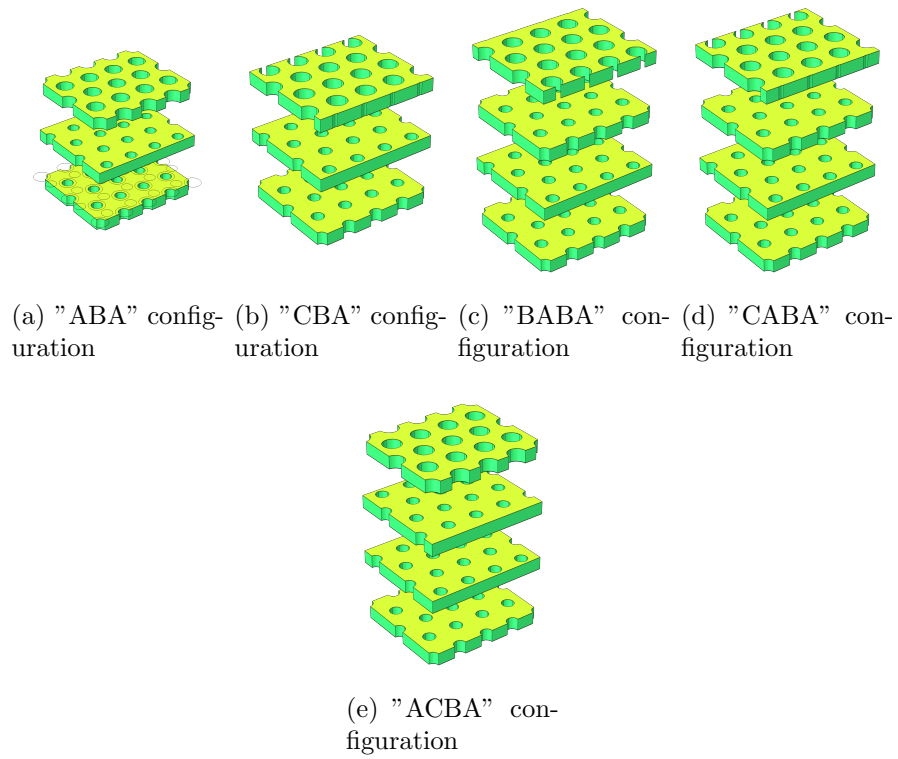 (a) ”ABA” config-
uration
(b) ”CBA” config-
uration
(c) ”BABA” con-
figuration
(d) ”CABA” con-
figuration
(e) ”ACBA” con-
figuration